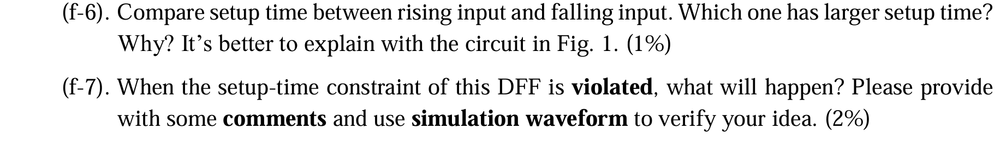 (f-6). Compare setup time between rising input and falling input. Which one has larger setup time?
Why? It's better to explain with the circuit in Fig. 1. (1%)
(f-7). When the setup-time constraint of this DFF is violated, what will happen? Please provide
with some comments and use simulation waveform to verify your idea. (2%)